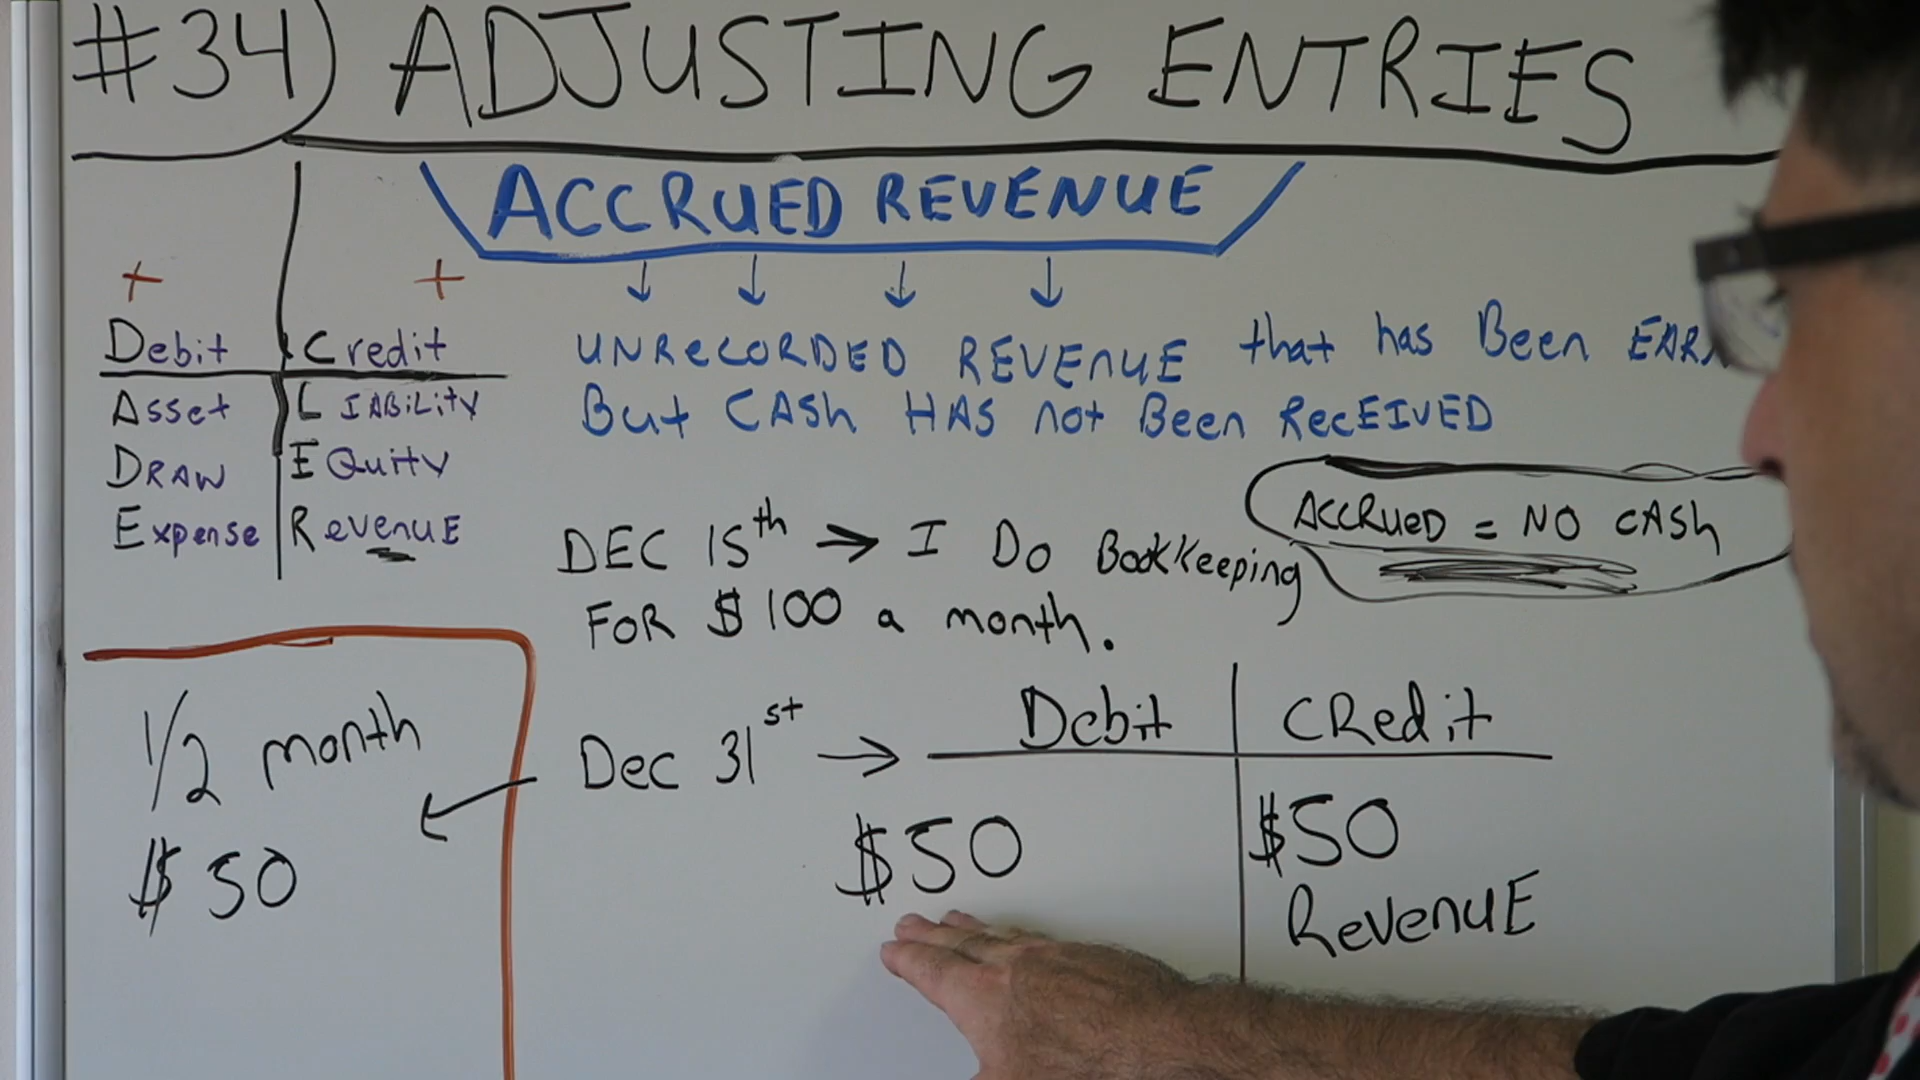 #34) ADJUSTING ENTRIES
ACCRUED REVENUE
+ +
Debit Credit
Asset LIABILITY
DRAW EQuity
Expense RevenuE
UNReCORDED REVEnUE that has Been
But CASh HAS not Been RecEIVED
ACCRUED = NO CASh
DEC 15th → I Do BookKeeping
FOR $100 a month.
1/2 month
$50
Dec 31st →
Debit CRedit
$50 $50
RevenuE